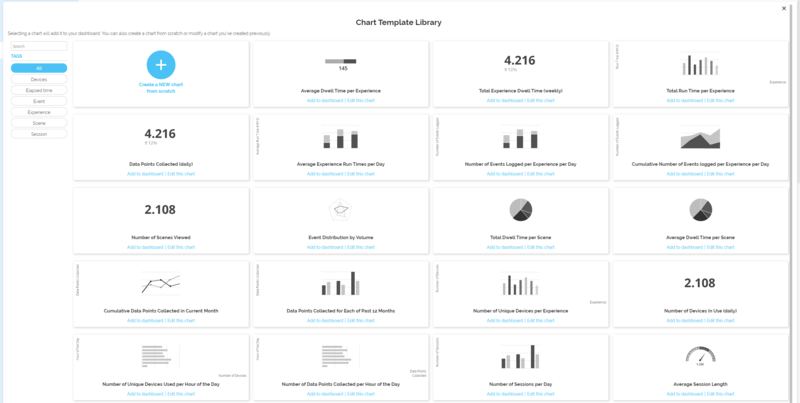 ×
Chart Template Library
Selecting a chart will add it to your dashboard. You can also create a chart from scratch or modify a chart you've created previously.
search
TAGS
All
Devices
Elapsed time
Event
Experience
Scene
Session
Create a NEW chart
from scratch
145
Average Dwell Time per Experience
Add to dashboard | Edit this chart
4.216
Total Experience Dwell Time (weekly)
Add to dashboard | Edit this chart
Experience
Total Run Time per Experience
Add to dashboard | Edit this chart
4.216
Data Points Collected (daily)
Add to dashboard | Edit this chart
Average Experience Run Times per Day
Add to dashboard | Edit this chart
Number of Events Logged
Number of Events Logged per Experience per Day
Add to dashboard | Edit this chart
Number of Events Logged
Cumulative Number of Events logged per Experience per Day
Add to dashboard | Edit this chart
2.108
Number of Scenes Viewed
Add to dashboard | Edit this chart
Event Distribution by Volume
Add to dashboard | Edit this chart
Total Dwell Time per Scene
Add to dashboard | Edit this chart
Average Dwell Time per Scene
Add to dashboard | Edit this chart
Data Points Collected
Cumulative Data Points Collected in Current Month
Add to dashboard | Edit this chart
Data Points Collected
Data Points Collected for Each of Past 12 Months
Add to dashboard | Edit this chart
Number of Devices
Experience
Number of Unique Devices per Experience
Add to dashboard | Edit this chart
2.108
Number of Devices in Use (daily)
Add to dashboard | Edit this chart
Hour of the Day
Number of Devices
Number of Unique Devices Used per Hour of the Day
Add to dashboard | Edit this chart
Hour of the Day
Data Points
Collected
Number of Data Points Collected per Hour of the Day
Add to dashboard | Edit this chart
Number of Sessions
Number of Sessions per Day
Add to dashboard | Edit this chart
Average Session Length
Add to dashboard | Edit this chart